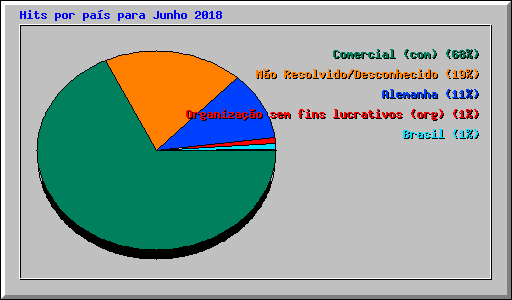 Hits por país para Junho 2018
Comercial (com) (68%)
Não Resolvido/Desconhecido (19%)
Alemanha (11%)
Organização sem fins lucrativos (org) (1%)
Brasil (1%)